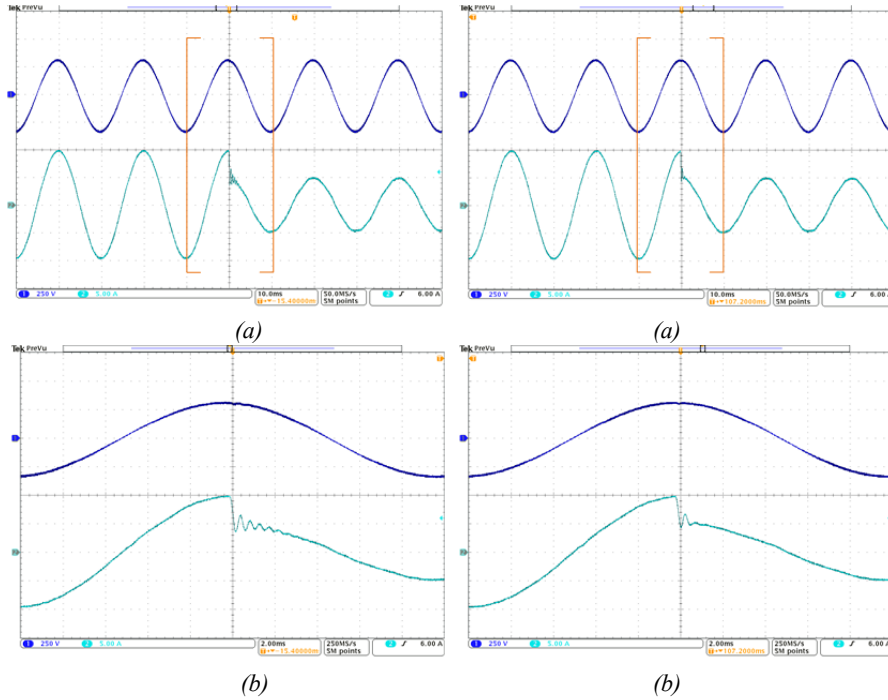 Tek PreVu
1 250 V 2 5.00 A 10.0ms 50.0MS/s 2 6.00 A
-15.40000ms 5M points
(a)
Tek PreVu
1 250 V 2 5.00 A 10.0ms 50.0MS/s 2 6.00 A
107.2000ms 5M points
(a)
Tek PreVu
1 250 V 2 5.00 A 2.00ms 250MS/s 2 6.00 A
-15.40000ms 5M points
(b)
Tek PreVu
1 250 V 2 5.00 A 2.00ms 250MS/s 2 6.00 A
107.2000ms 5M points
(b)